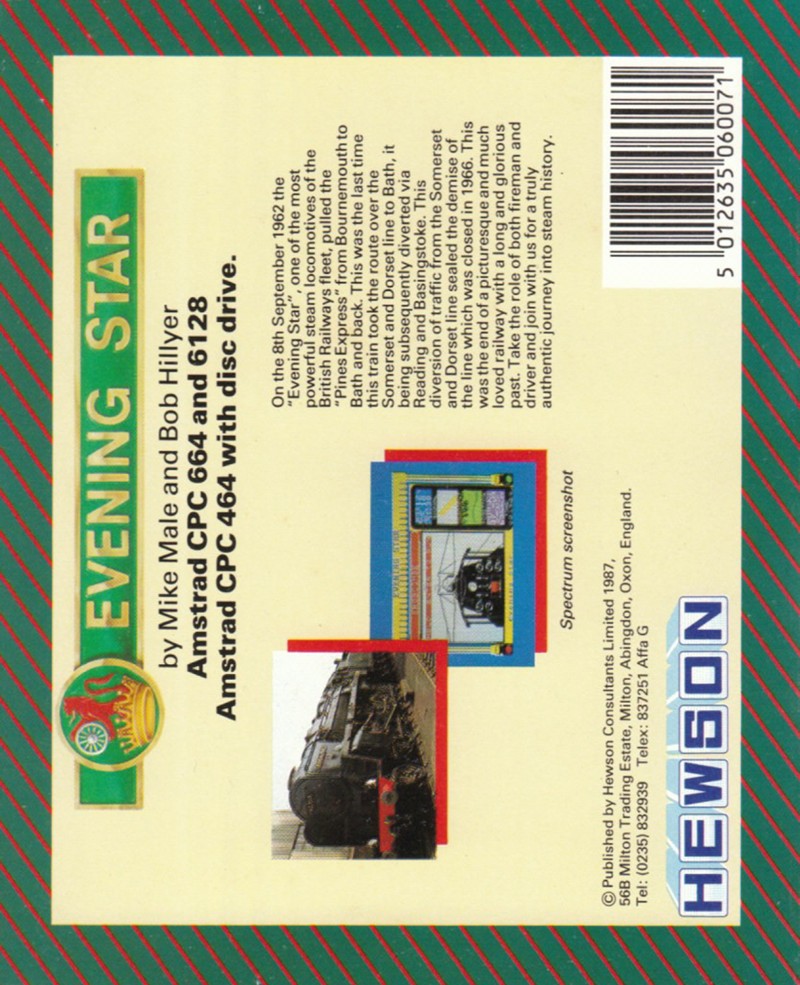 EVENING STAR
by Mike Male and Bob Hillyer
Amstrad CPC 664 and 6128
Amstrad CPC 464 with disc drive.
On the 8th September 1962 the
"Evening Star", one of the most
powerful steam locomotives of the
British Railways fleet, pulled the
"Pines Express" from Bournemouth to
Bath and back. This was the last time
this train took the route over the
Somerset and Dorset line to Bath, it
being subsequently diverted via
Reading and Basingstoke. This
diversion of traffic from the Somerset
and Dorset line sealed the demise of
the line which was closed in 1966. This
was the end of a picturesque and much
loved railway with a long and glorious
past. Take the role of both fireman and
driver and join with us for a truly
authentic journey into steam history.
Spectrum screenshot
© Published by Hewson Consultants Limited 1987,
56B Milton Trading Estate, Milton, Abingdon, Oxon, England.
Tel: (0235) 832939 Telex: 837251 Affa G
HEWSON
5 012635 060071